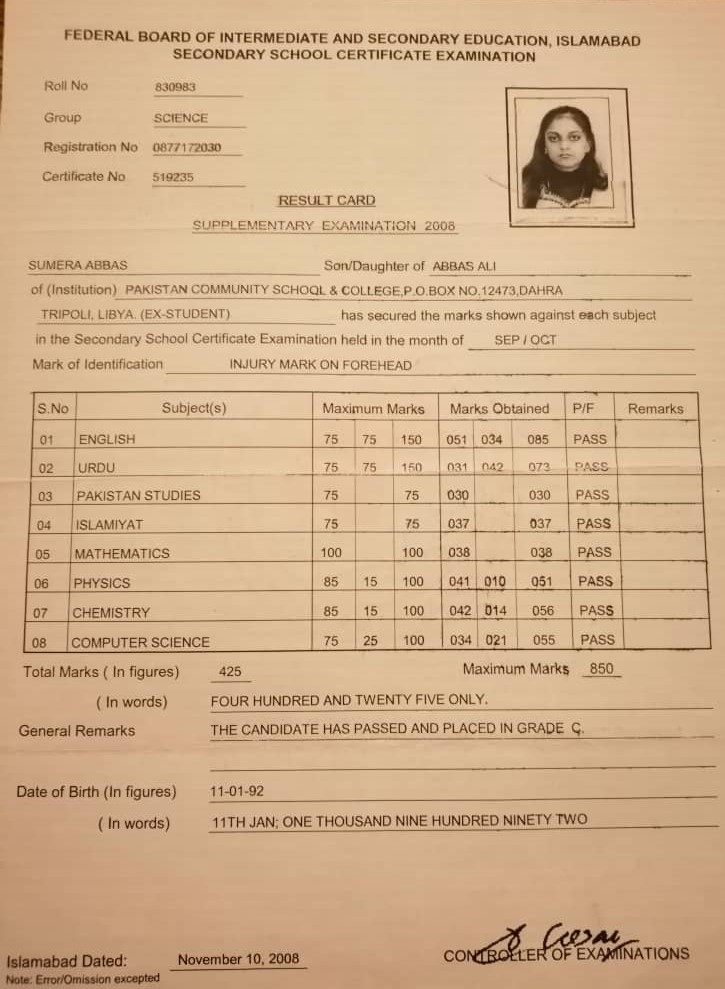 FEDERAL BOARD OF INTERMEDIATE AND SECONDARY EDUCATION, ISLAMABAD
SECONDARY SCHOOL CERTIFICATE EXAMINATION
Roll No 830983
Group SCIENCE
Registration No 0877172030
Certificate No 519235
RESULT CARD
SUPPLEMENTARY EXAMINATION 2008
SUMERA ABBAS Son/Daughter of ABBAS ALI
of (Institution) PAKISTAN COMMUNITY SCHOOL & COLLEGE,P.O.BOX NO.12473,DAHRA
TRIPOLI, LIBYA. (EX-STUDENT) has secured the marks shown against each subject
in the Secondary School Certificate Examination held in the month of SEP / OCT
Mark of Identification INJURY MARK ON FOREHEAD
S.No Subject(s) Maximum Marks Marks Obtained P/F Remarks
01 ENGLISH 75 75 150 051 034 085 PASS
02 URDU 75 75 150 031 042 073 PASS
03 PAKISTAN STUDIES 75 75 030 030 PASS
04 ISLAMIYAT 75 75 037 037 PASS
05 MATHEMATICS 100 100 038 038 PASS
06 PHYSICS 85 15 100 041 010 051 PASS
07 CHEMISTRY 85 15 100 042 014 056 PASS
08 COMPUTER SCIENCE 75 25 100 034 021 055 PASS
Total Marks ( In figures) 425 Maximum Marks 850
( In words) FOUR HUNDRED AND TWENTY FIVE ONLY.
General Remarks THE CANDIDATE HAS PASSED AND PLACED IN GRADE C.
Date of Birth (In figures) 11-01-92
( In words) 11TH JAN; ONE THOUSAND NINE HUNDRED NINETY TWO
Islamabad Dated: November 10, 2008 CONTROLLER OF EXAMINATIONS
Note: Error/Omission excepted